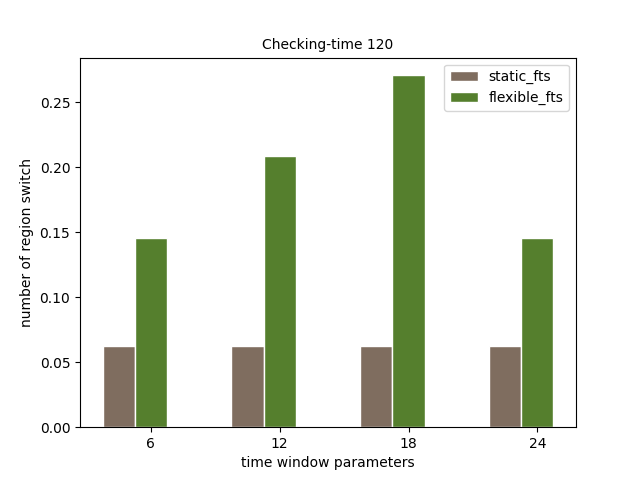 Checking-time 120
static_fts
flexible_fts
number of region switch
0.25
0.20
0.15
0.10
0.05
0.00
6 12 18 24
time window parameters